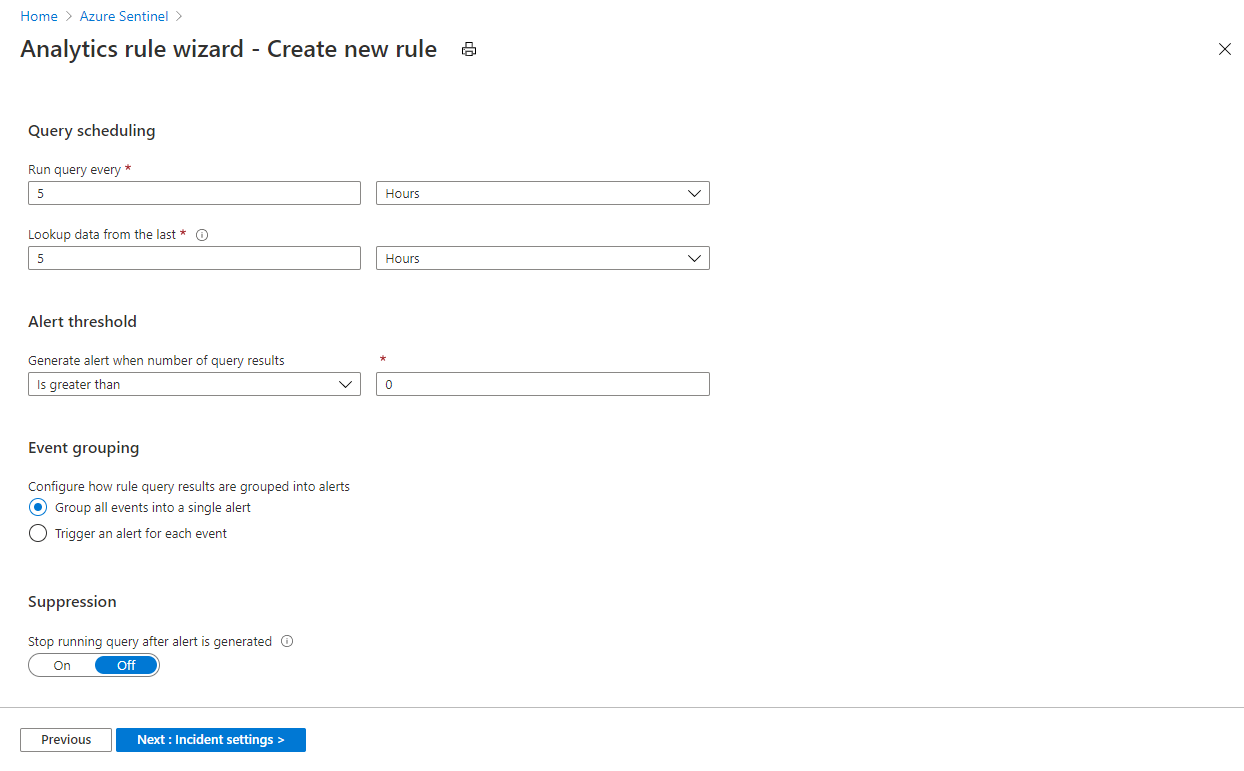 Home > Azure Sentinel >
Analytics rule wizard - Create new rule
Query scheduling
Run query every *
5 Hours
Lookup data from the last *
5 Hours
Alert threshold
Generate alert when number of query results *
Is greater than 0
Event grouping
Configure how rule query results are grouped into alerts
Group all events into a single alert
Trigger an alert for each event
Suppression
Stop running query after alert is generated
On Off
Previous Next : Incident settings >